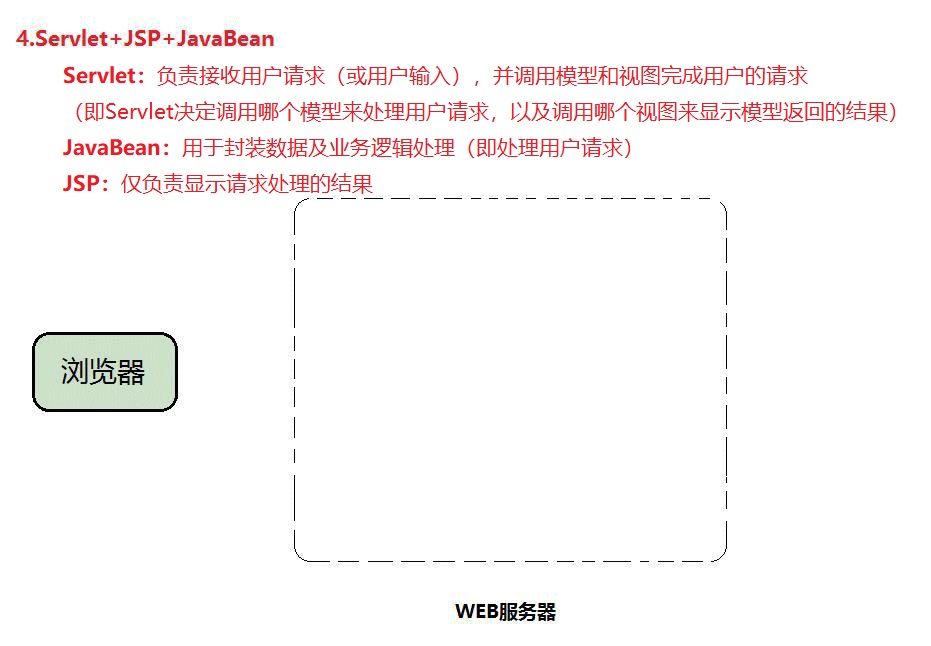 4.Servlet+JSP+JavaBean
Servlet：负责接收用户请求（或用户输入），并调用模型和视图完成用户的请求
（即Servlet决定调用哪个模型来处理用户请求，以及调用哪个视图来显示模型返回的结果）
JavaBean：用于封装数据及业务逻辑处理（即处理用户请求）
JSP：仅负责显示请求处理的结果
浏览器
WEB服务器